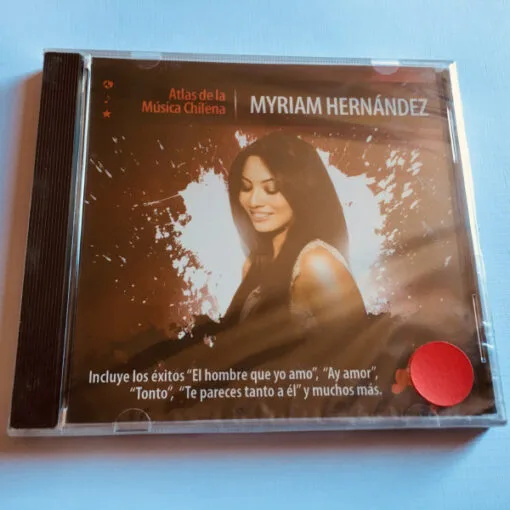 Atlas de la
Música Chilena
MYRIAM HERNÁNDEZ
Incluye los éxitos "El hombre que yo amo", "Ay amor",
"Tonto", "Te pareces tanto a él" y muchos más.